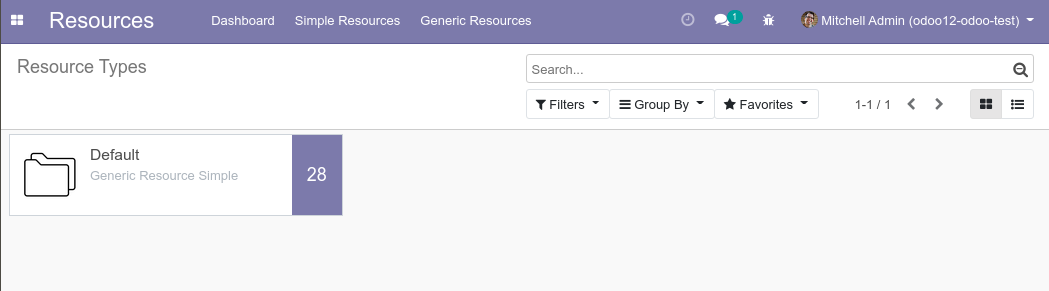 Resources Dashboard Simple Resources Generic Resources 1 Mitchell Admin (odoo12-odoo-test)
Resource Types
Search...
Filters Group By Favorites 1-1 / 1
Default
Generic Resource Simple
28